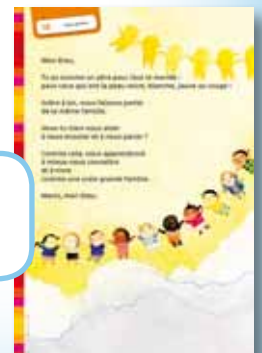 Mon Dieu,
Tu es comme un père pour tout le monde :
pour ceux qui ont la peau noire, blanche, jaune ou rouge !
Grâce à toi, nous faisons partie
de la même famille.
Veux-tu bien nous aider
à nous écouter et à nous parler ?
Comme cela, nous apprendrons
à mieux nous connaître
et à vivre
comme une vraie grande famille.
Merci, mon Dieu.